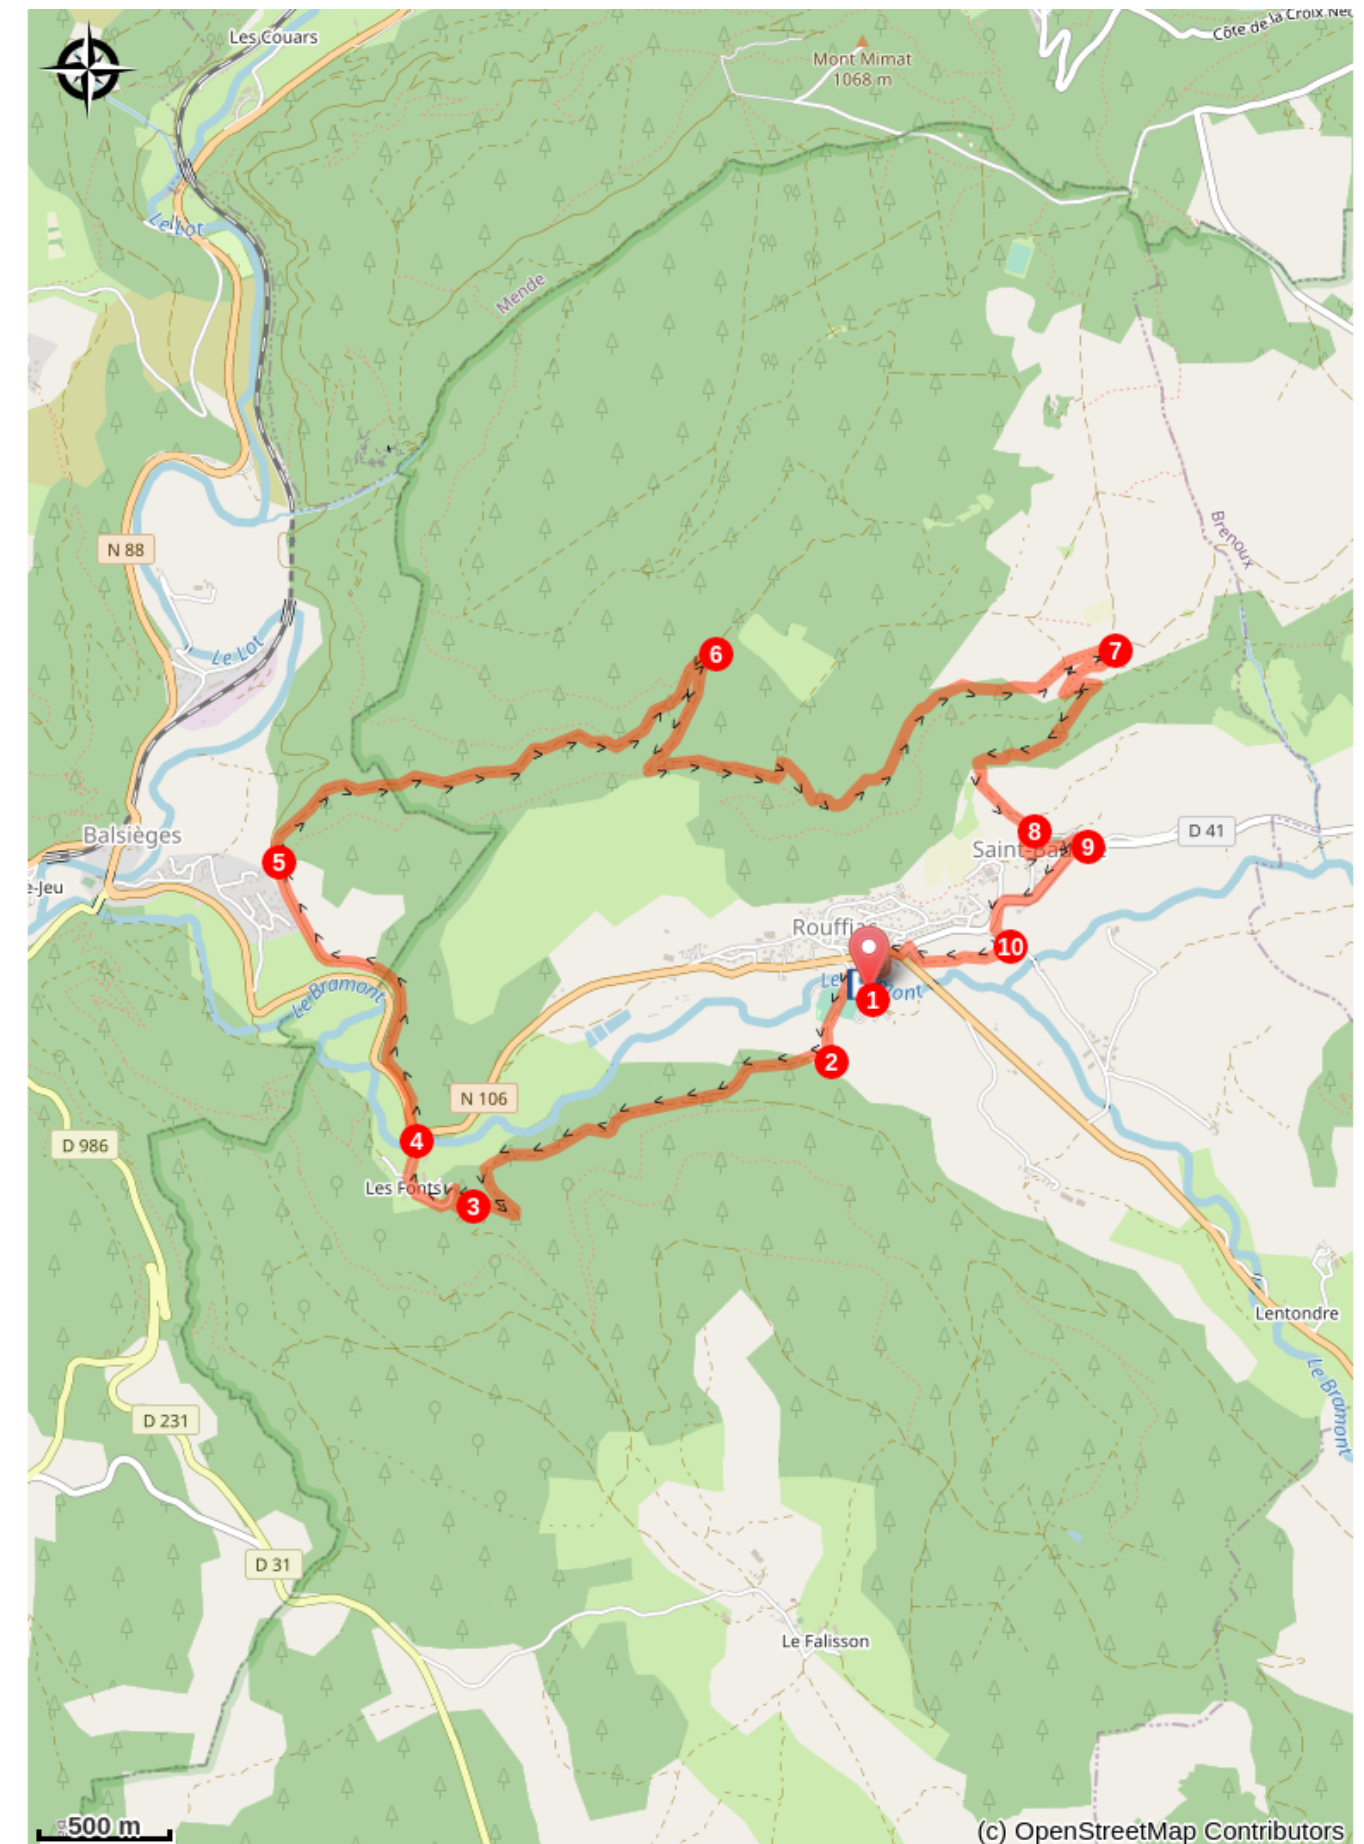 Les Couars
Côte de la Croix
Mont Mimat
1068 m
Le Lot
Mende
Brenoux
N 88
Le Lot
6
7
Balsièges
5
8
9
D 41
Rouffiac
10
Le Bramont
1
2
N 106
4
D 986
Les Fonts
3
Lentondre
Le Bramont
D 231
D 31
Le Falisson
500 m
(c) OpenStreetMap Contributors